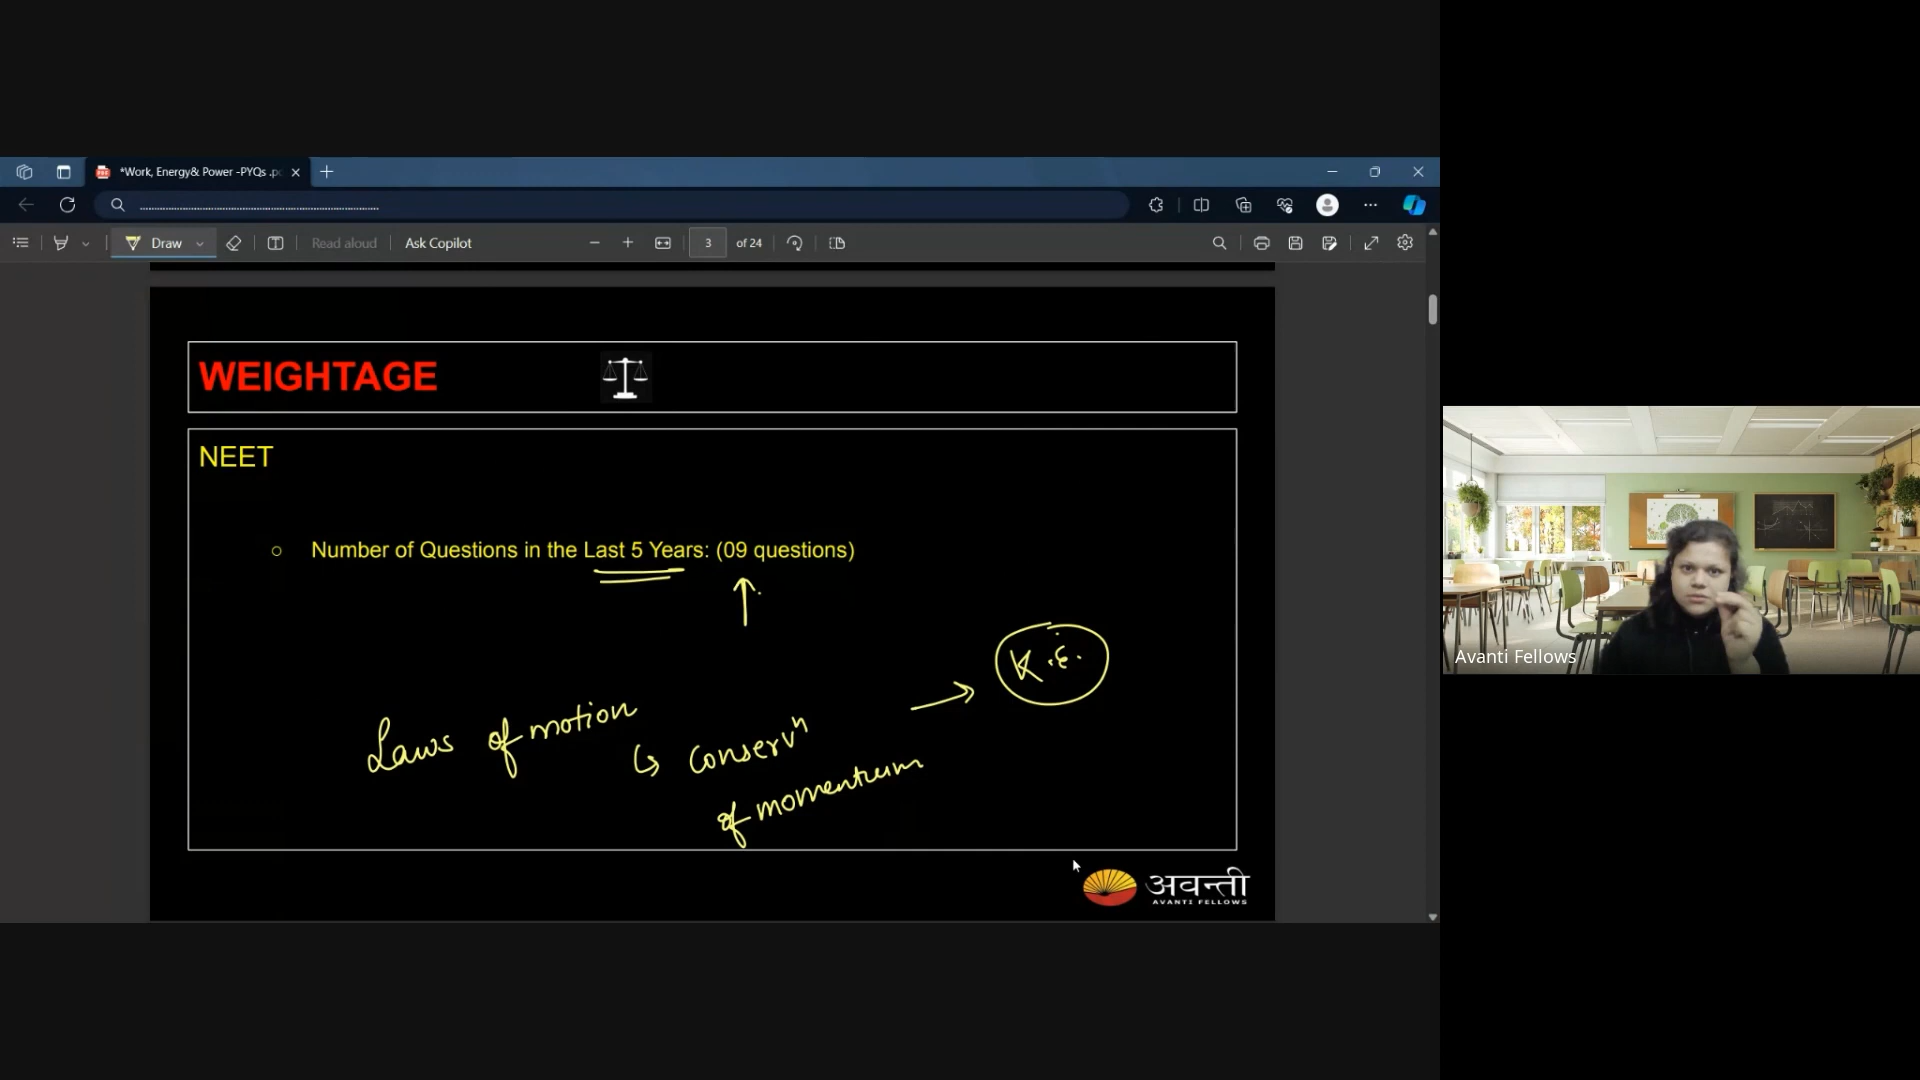 *Work, Energy& Power -PYQs .p
Draw
Read aloud
Ask Copilot
3
of 24
WEIGHTAGE
NEET
Number of Questions in the Last 5 Years: (09 questions)
K.E.
Laws of motion
Conservⁿ
of momentum
अवन्ती
AVANTI FELLOWS
Avanti Fellows